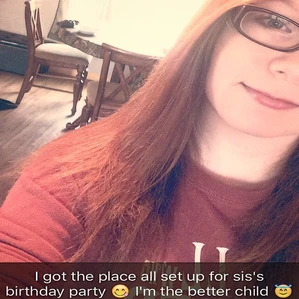 U
I got the place all set up for sis's
birthday party 😋 I'm the better child 😇